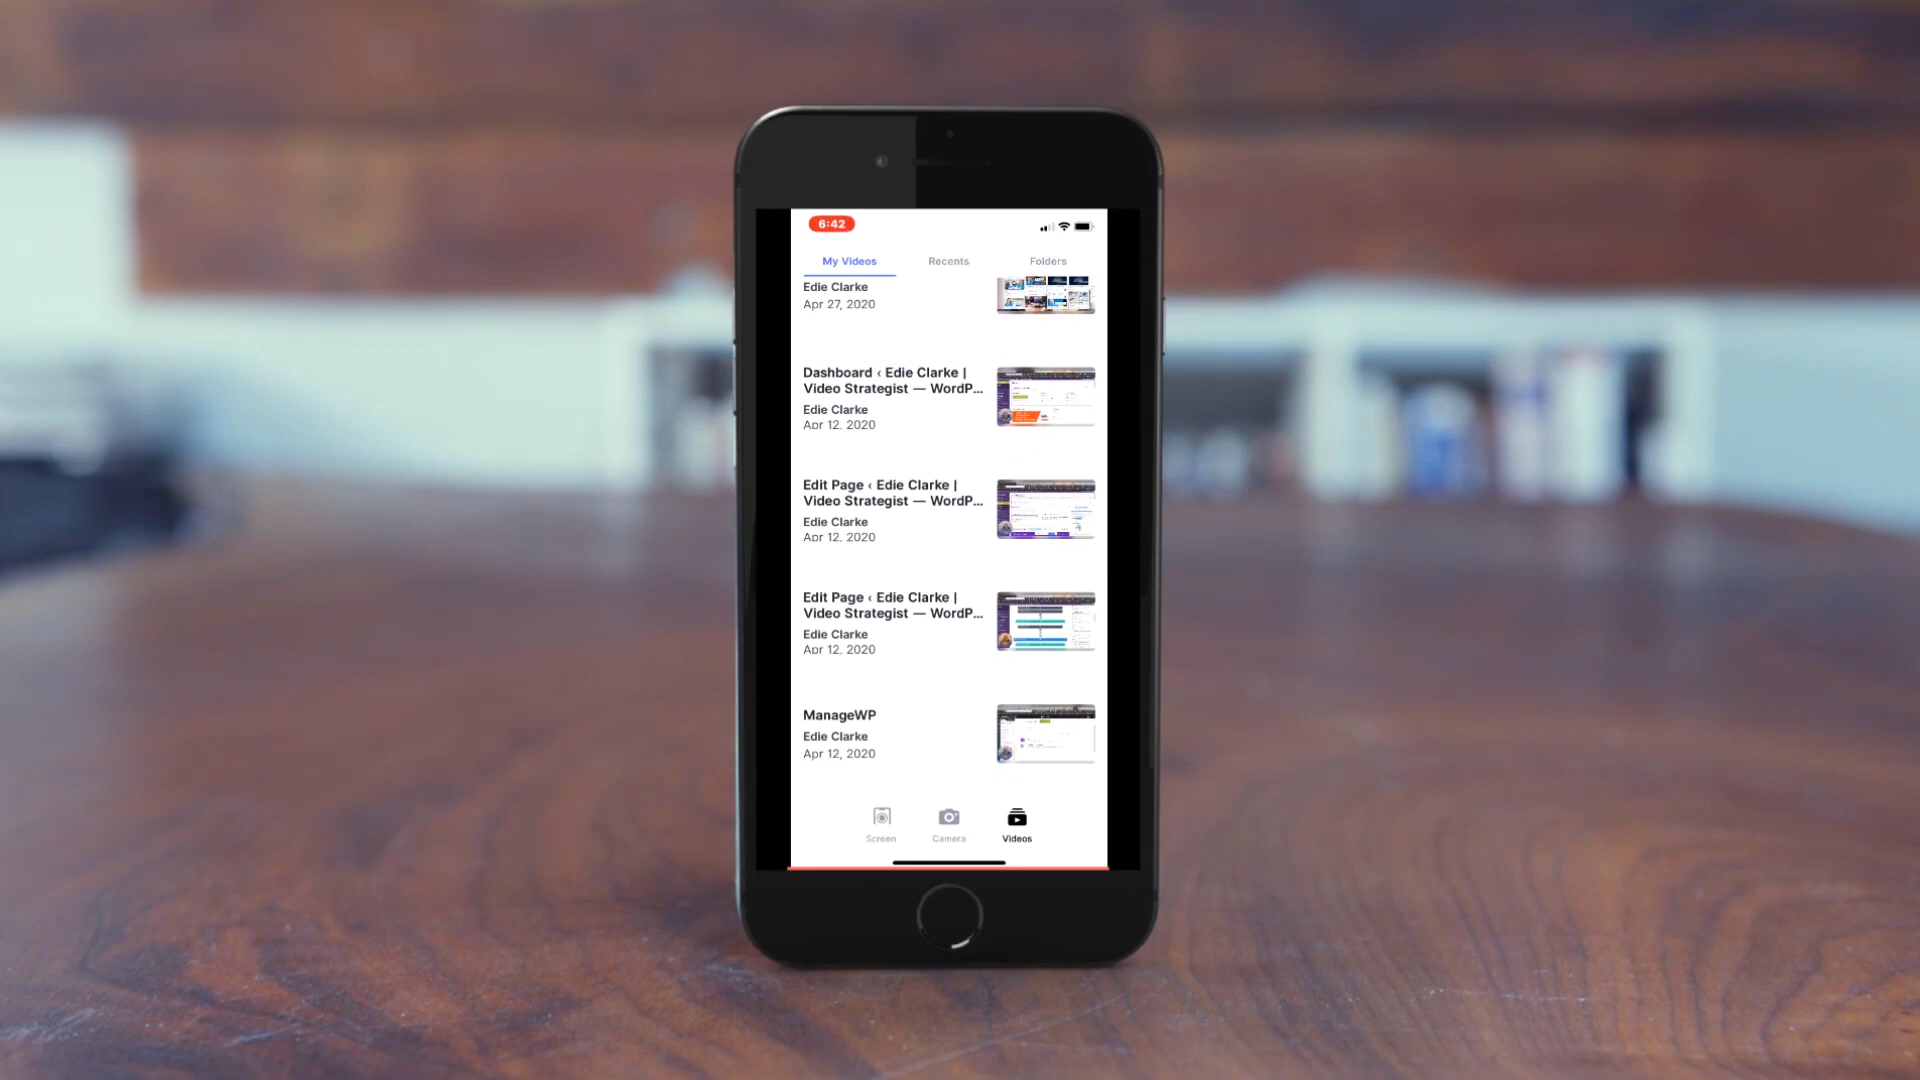 6:42
My Videos Recents Folders
Edie Clarke
Apr 27, 2020
Dashboard ‹ Edie Clarke |
Video Strategist — WordP...
Edie Clarke
Apr 12, 2020
Edit Page ‹ Edie Clarke |
Video Strategist — WordP...
Edie Clarke
Apr 12, 2020
Edit Page ‹ Edie Clarke |
Video Strategist — WordP...
Edie Clarke
Apr 12, 2020
ManageWP
Edie Clarke
Apr 12, 2020
Screen Camera Videos